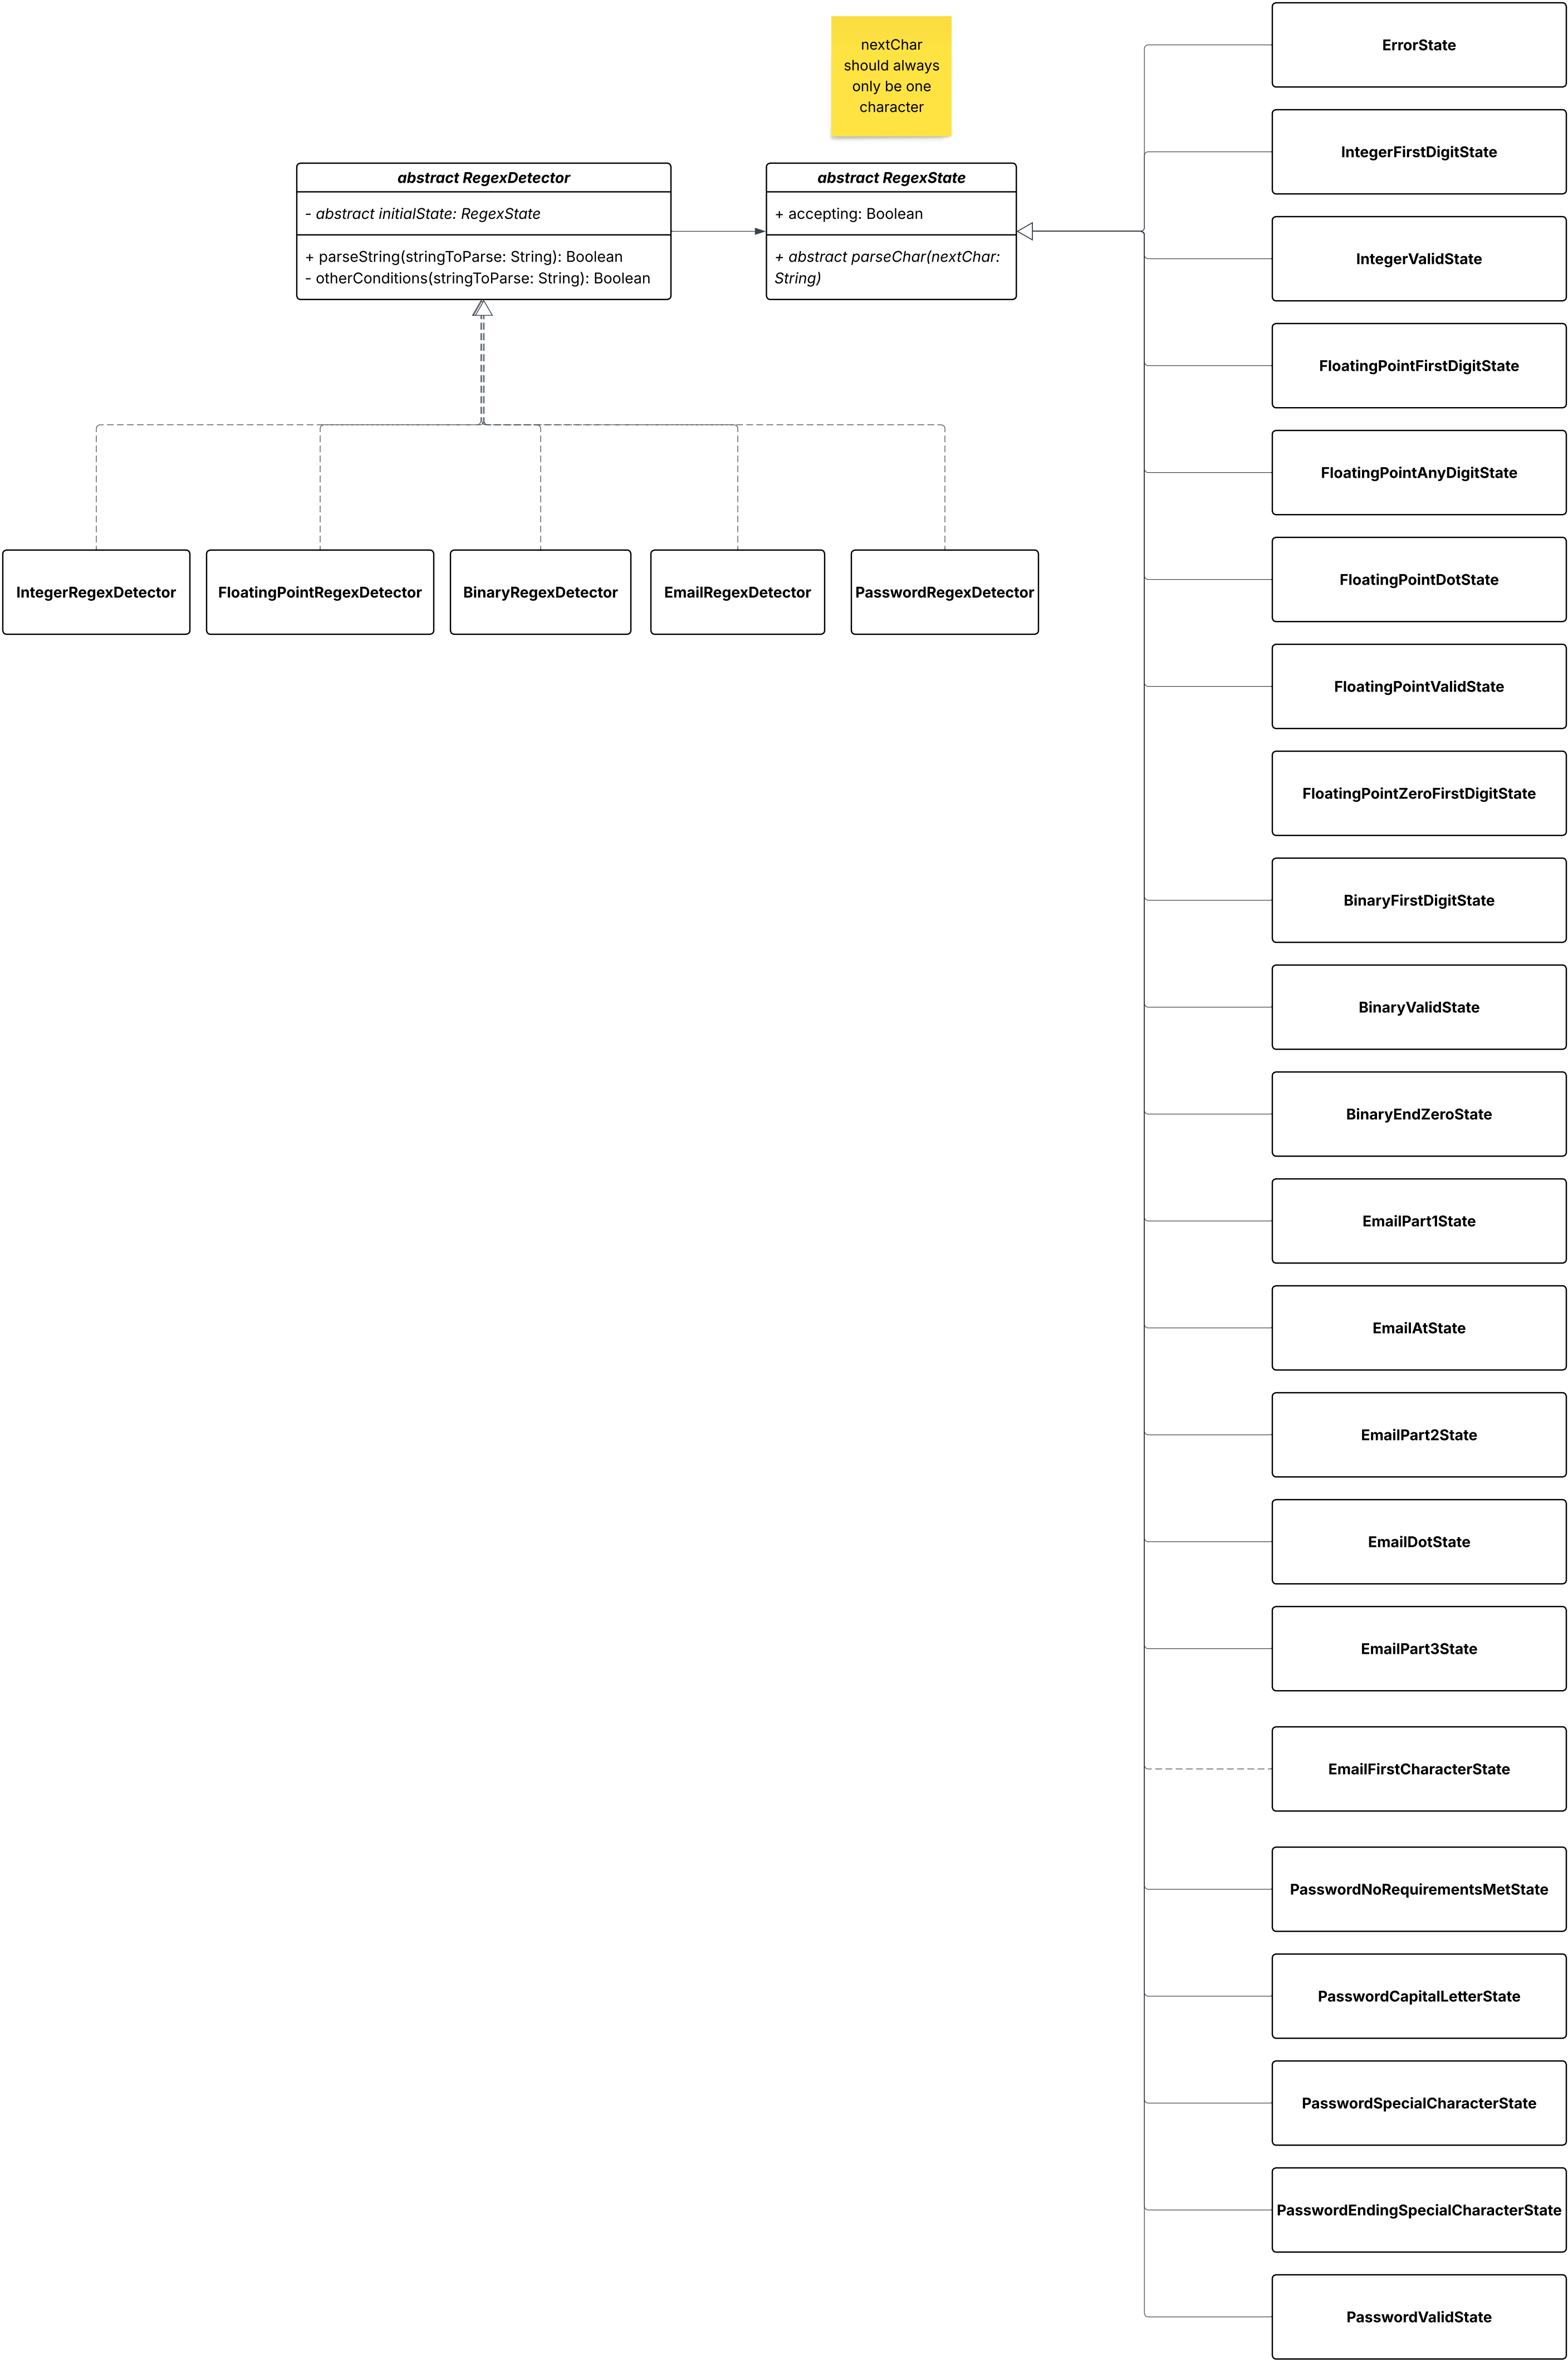 nextChar
should always
only be one
character
abstract RegexDetector
- abstract initialState: RegexState
+ parseString(stringToParse: String): Boolean
- otherConditions(stringToParse: String): Boolean
abstract RegexState
+ accepting: Boolean
+ abstract parseChar(nextChar:
String)
IntegerRegexDetector
FloatingPointRegexDetector
BinaryRegexDetector
EmailRegexDetector
PasswordRegexDetector
ErrorState
IntegerFirstDigitState
IntegerValidState
FloatingPointFirstDigitState
FloatingPointAnyDigitState
FloatingPointDotState
FloatingPointValidState
FloatingPointZeroFirstDigitState
BinaryFirstDigitState
BinaryValidState
BinaryEndZeroState
EmailPart1State
EmailAtState
EmailPart2State
EmailDotState
EmailPart3State
EmailFirstCharacterState
PasswordNoRequirementsMetState
PasswordCapitalLetterState
PasswordSpecialCharacterState
PasswordEndingSpecialCharacterState
PasswordValidState